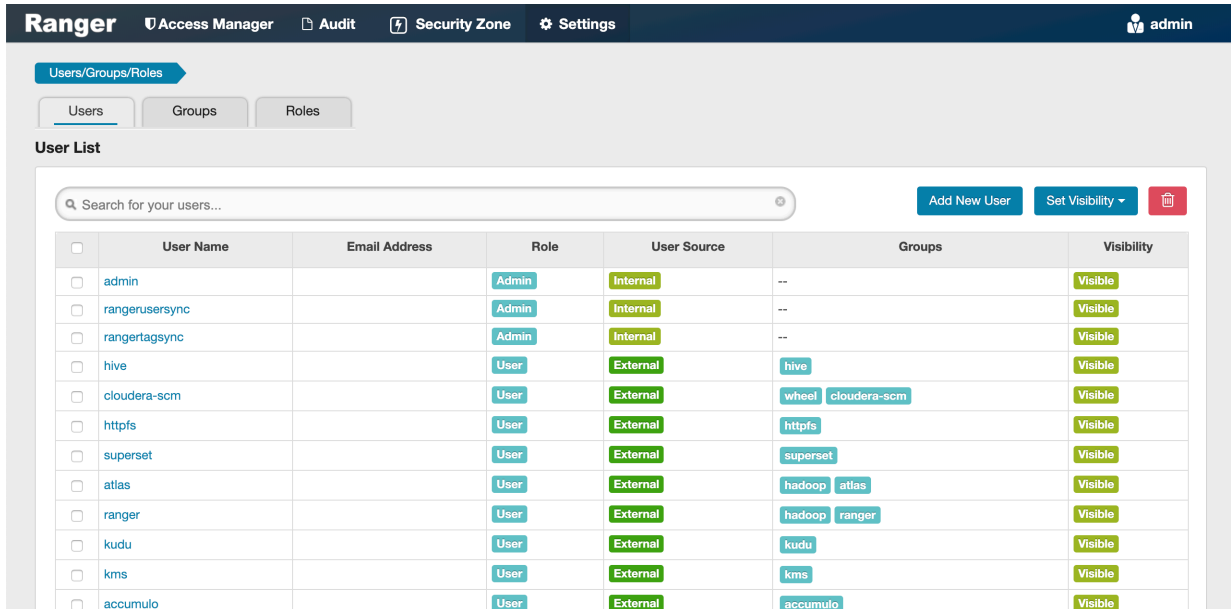 Ranger Access Manager Audit Security Zone Settings admin
Users/Groups/Roles
Users Groups Roles
User List
Search for your users... Add New User Set Visibility
User Name Email Address Role User Source Groups Visibility
admin Admin Internal -- Visible
rangerusersync Admin Internal -- Visible
rangertagsync Admin Internal -- Visible
hive User External hive Visible
cloudera-scm User External wheel cloudera-scm Visible
httpfs User External httpfs Visible
superset User External superset Visible
atlas User External hadoop atlas Visible
ranger User External hadoop ranger Visible
kudu User External kudu Visible
kms User External kms Visible
accumulo User External accumulo Visible